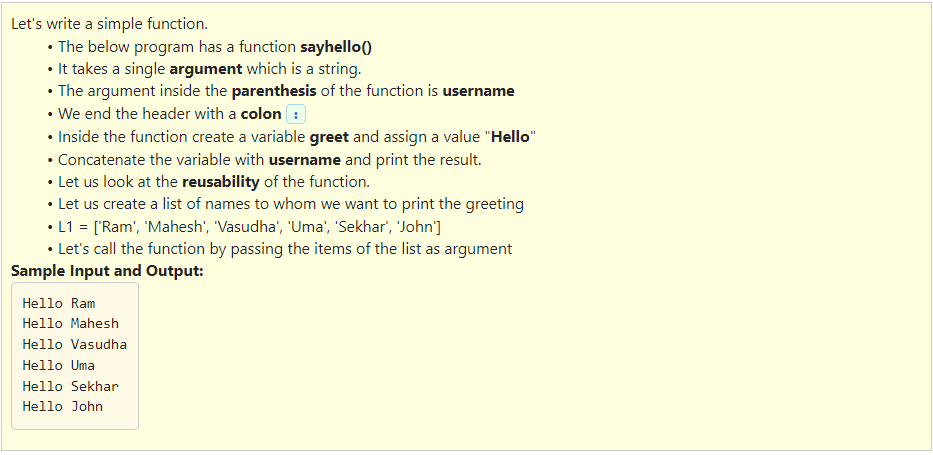 Let's write a simple function.
• The below program has a function sayhello()
• It takes a single argument which is a string.
• The argument inside the parenthesis of the function is username
• We end the header with a colon :
• Inside the function create a variable greet and assign a value "Hello"
• Concatenate the variable with username and print the result.
• Let us look at the reusability of the function.
• Let us create a list of names to whom we want to print the greeting
• L1 = ['Ram', 'Mahesh', 'Vasudha', 'Uma', 'Sekhar', 'John']
• Let's call the function by passing the items of the list as argument
Sample Input and Output:
Hello Ram
Hello Mahesh
Hello Vasudha
Hello Uma
Hello Sekhar
Hello John